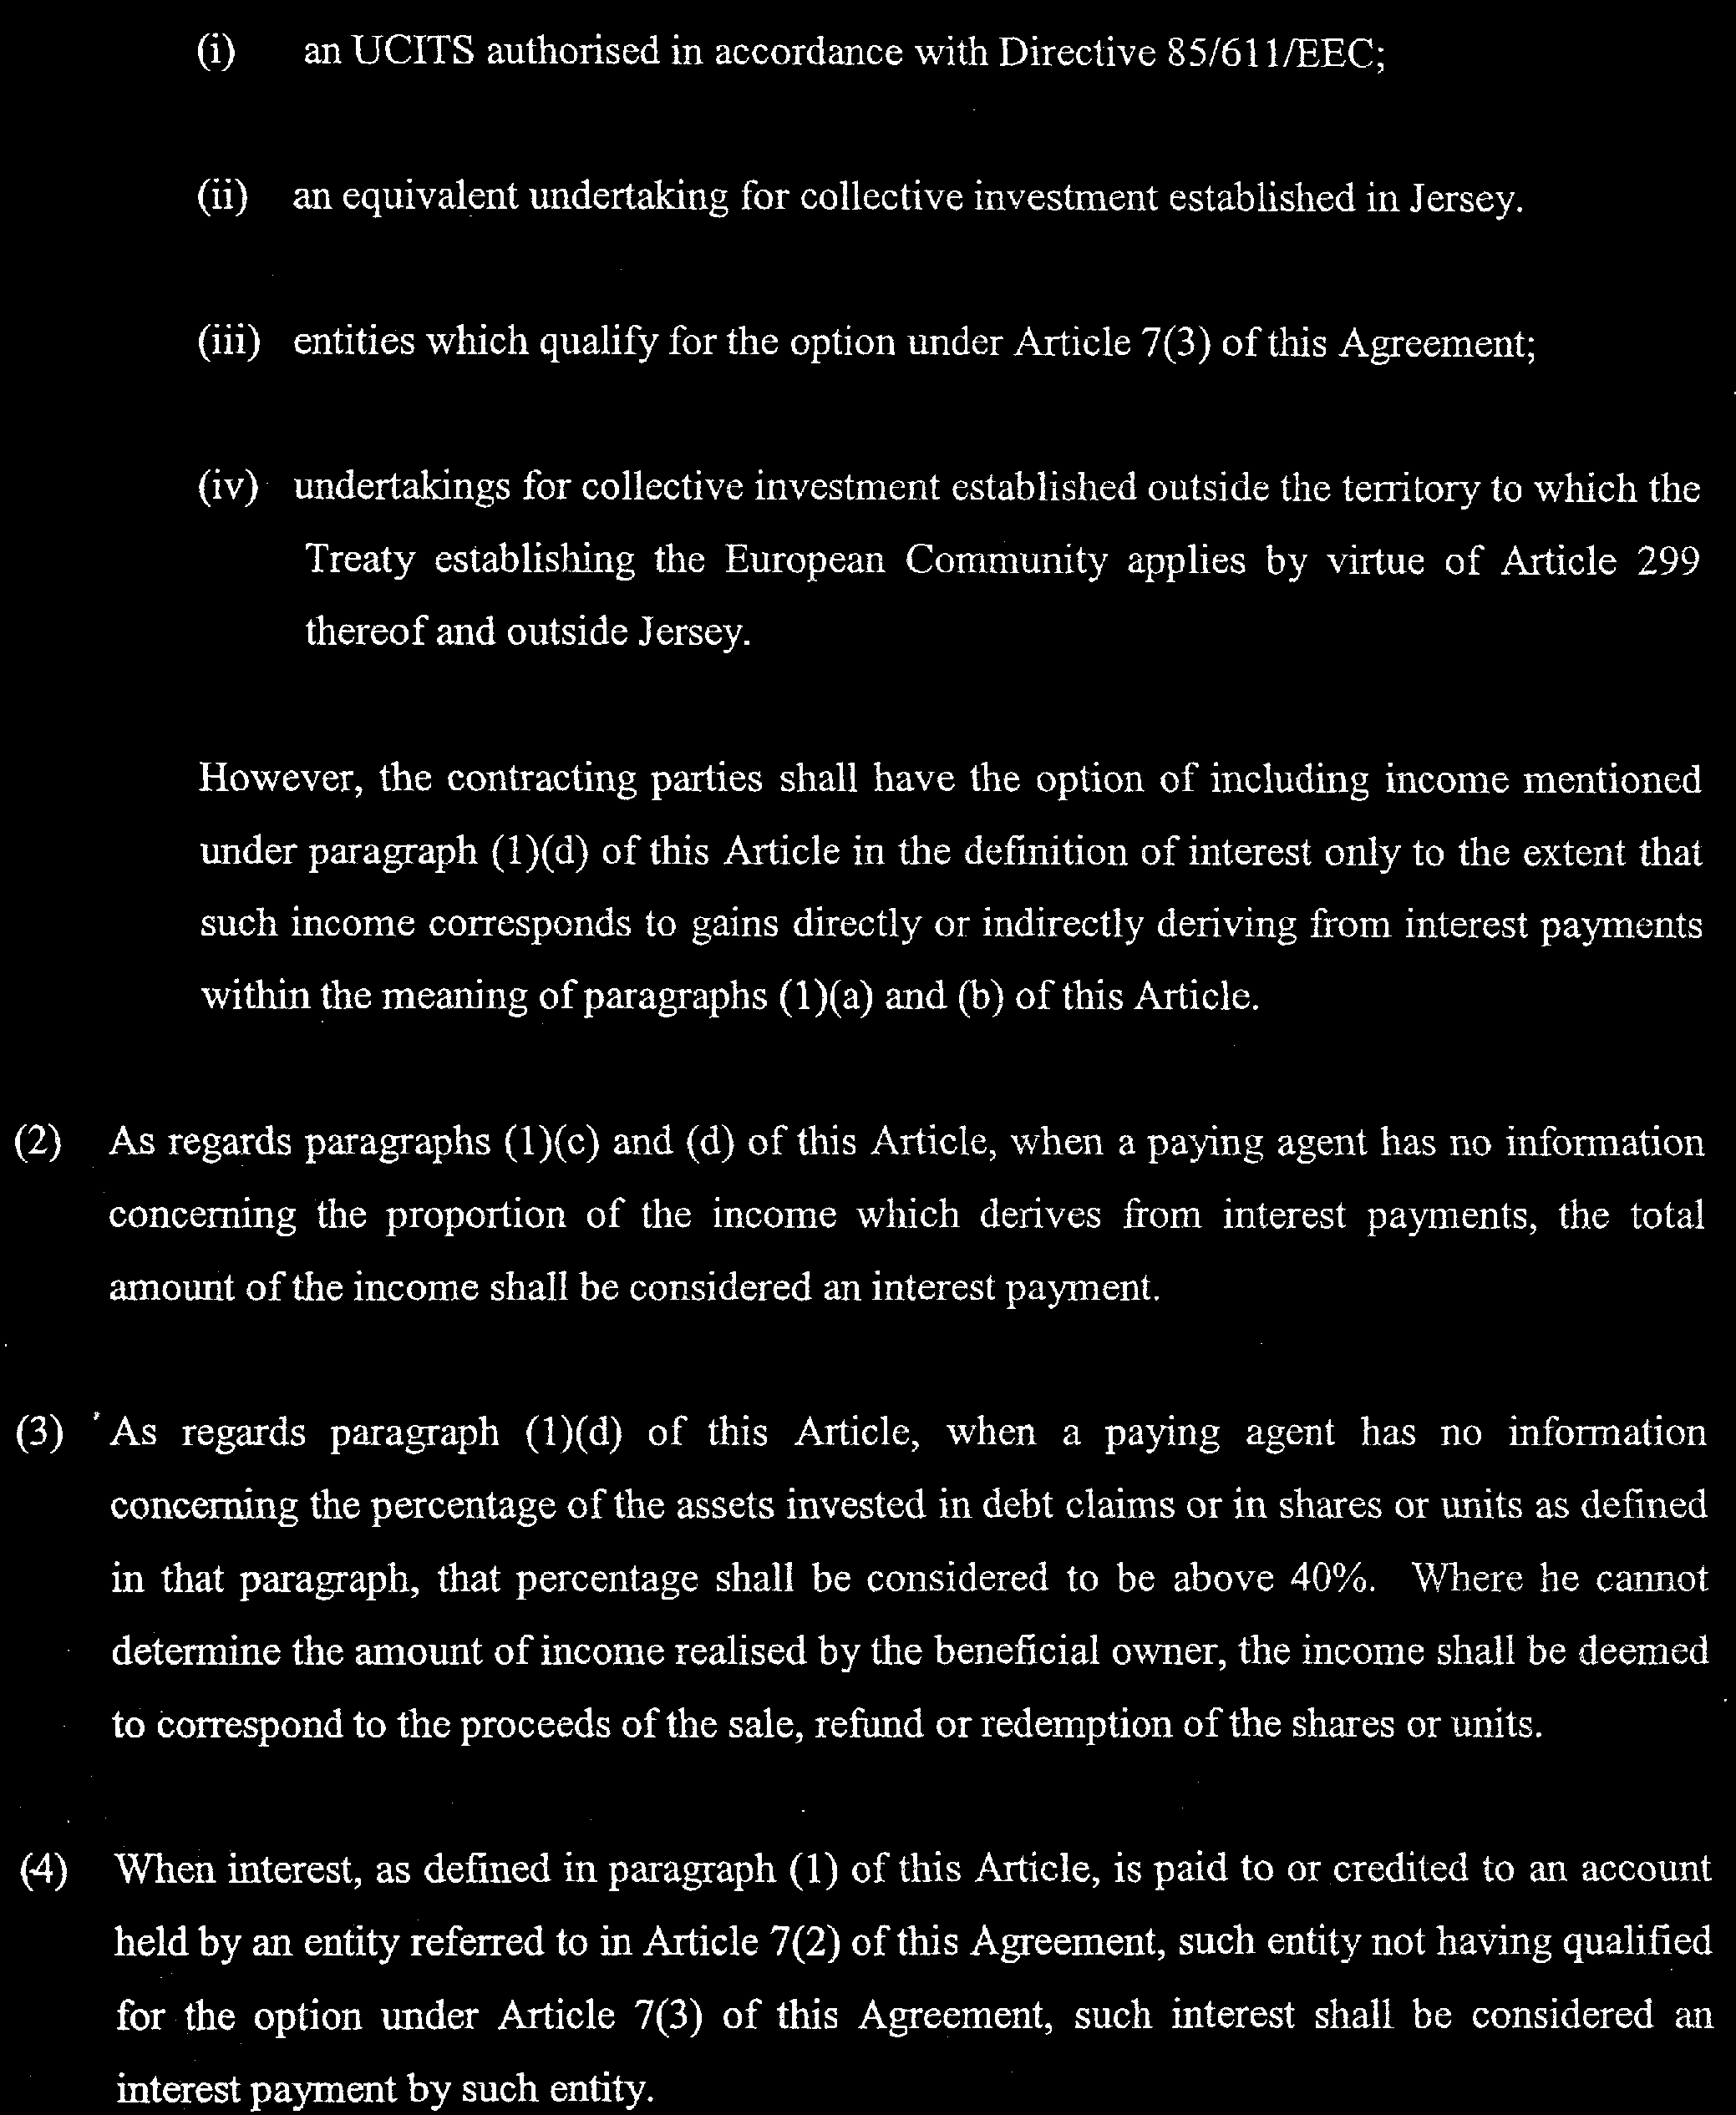 (i) an UCITS authorised in accordance with Directive 85/611/EEC;
(ii) an equivalent undertaking for collective investment established in Jersey.
(iii) entities which qualify for the option under Article 7(3) of this Agreement;
(iv) undertakings for collective investment established outside the territory to which the
Treaty establishing the European Community applies by virtue of Article 299
thereof and outside Jersey.
However, the contracting parties shall have the option of including income mentioned
under paragraph (1)(d) of this Article in the definition of interest only to the extent that
such income corresponds to gains directly or indirectly deriving from interest payments
within the meaning of paragraphs (1)(a) and (b) of this Article.
(2) As regards paragraphs (1)(c) and (d) of this Article, when a paying agent has no information
concerning the proportion of the income which derives from interest payments, the total
amount of the income shall be considered an interest payment.
(3) As regards paragraph (1)(d) of this Article, when a paying agent has no information
concerning the percentage of the assets invested in debt claims or in shares or units as defined
in that paragraph, that percentage shall be considered to be above 40%. Where he cannot
determine the amount of income realised by the beneficial owner, the income shall be deemed
to correspond to the proceeds of the sale, refund or redemption of the shares or units.
(4) When interest, as defined in paragraph (1) of this Article, is paid to or credited to an account
held by an entity referred to in Article 7(2) of this Agreement, such entity not having qualified
for the option under Article 7(3) of this Agreement, such interest shall be considered an
interest payment by such entity.